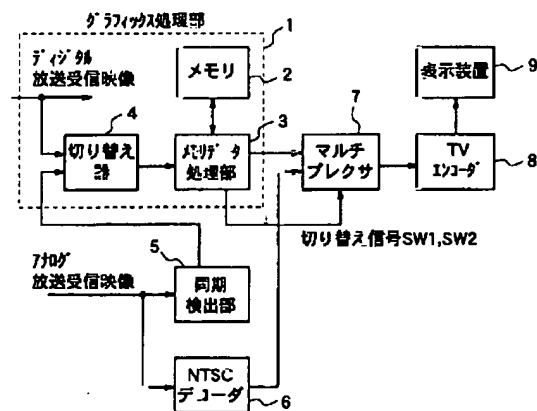 グラフィックス処理部
1
ディジタル
放送受信映像
メモリ
2
表示装置
9
4
切り替え
器
3
メモリデータ
処理部
7
マルチ
プレクサ
TV
エンコーダ
8
切り替え信号SW1,SW2
アナログ
放送受信映像
5
同期
検出部
NTSC
デコーダ
6